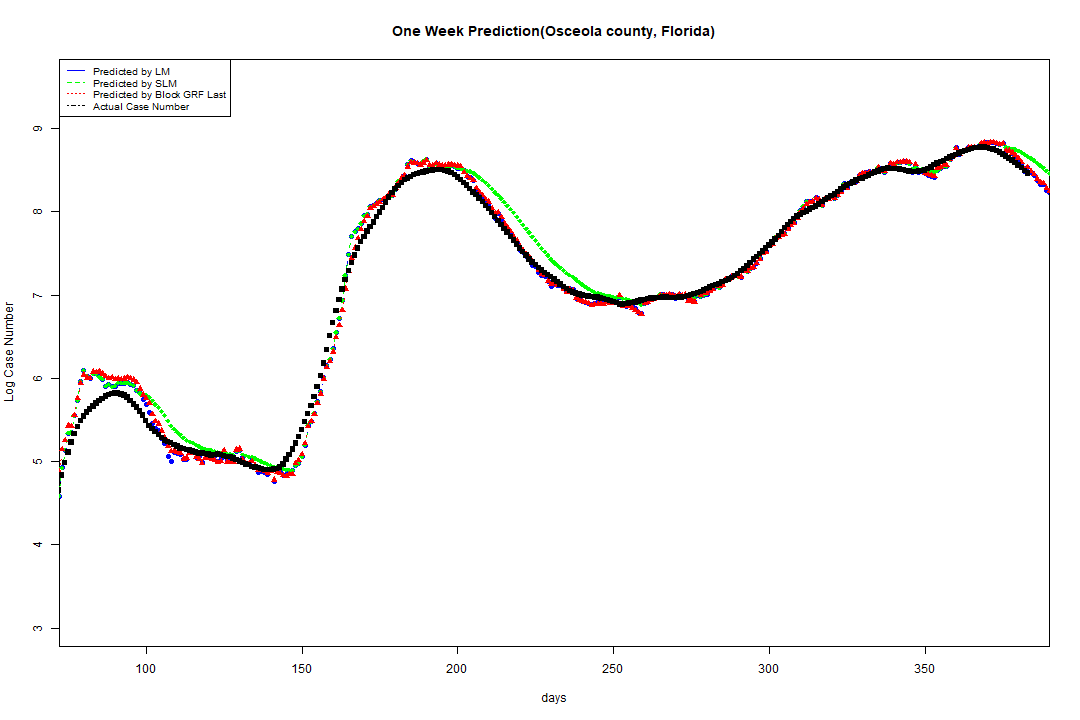 One Week Prediction(Osceola county, Florida)
Predicted by LM
Predicted by SLM
Predicted by Block GRF Last
Actual Case Number
9
8
7
6
5
4
3
Log Case Number
100 150 200 250 300 350
days